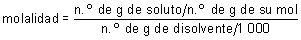 molalidad = n.° de g de soluto/n.° de g de su mol
n.° de g de disolvente/1 000